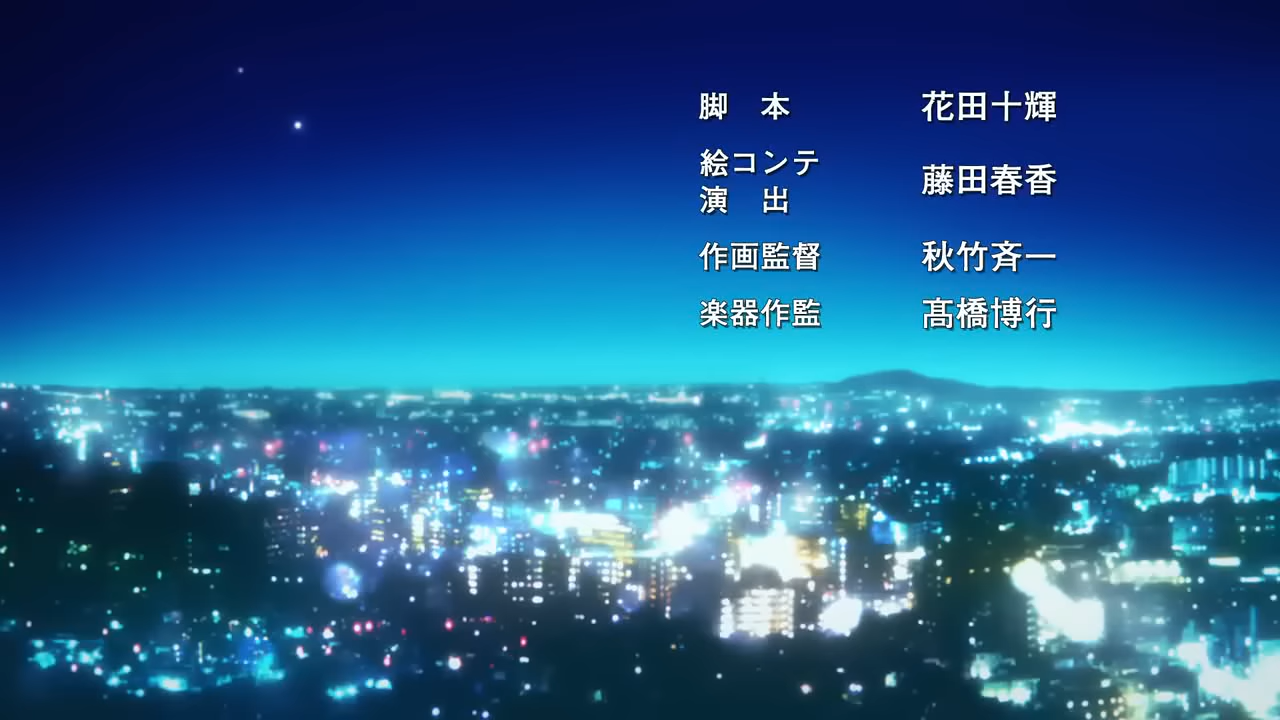 脚　本　花田十輝
絵コンテ
演　出　藤田春香
作画監督　秋竹斉一
楽器作監　髙橋博行